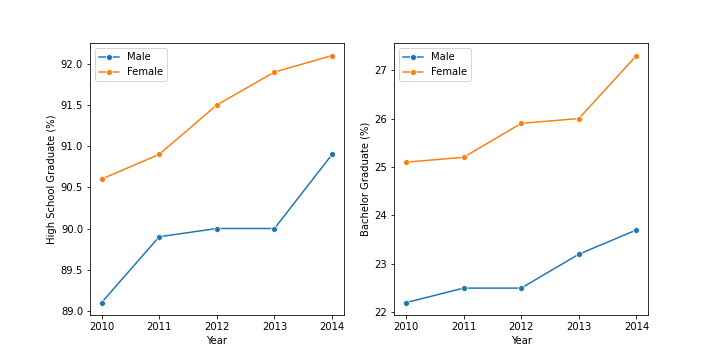 Male
Female
High School Graduate (%)
92.0
91.5
91.0
90.5
90.0
89.5
89.0
2010 2011 2012 2013 2014
Year
Male
Female
Bachelor Graduate (%)
27
26
25
24
23
22
2010 2011 2012 2013 2014
Year